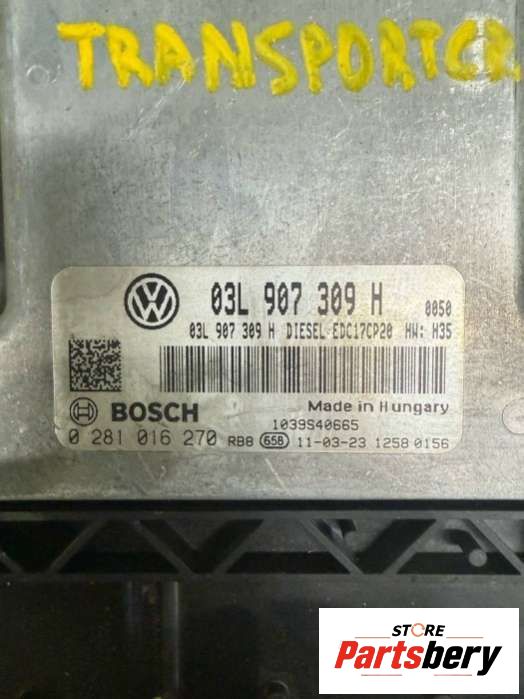 TRANSPORTER
03L 907 309 H 0050
03L 907 309 H DIESEL EDC17CP20 HW: H35
BOSCH Made in Hungary
1039S40665
0 281 016 270 RB8 658 11-03-23 1258 0156
STORE
Partsbery